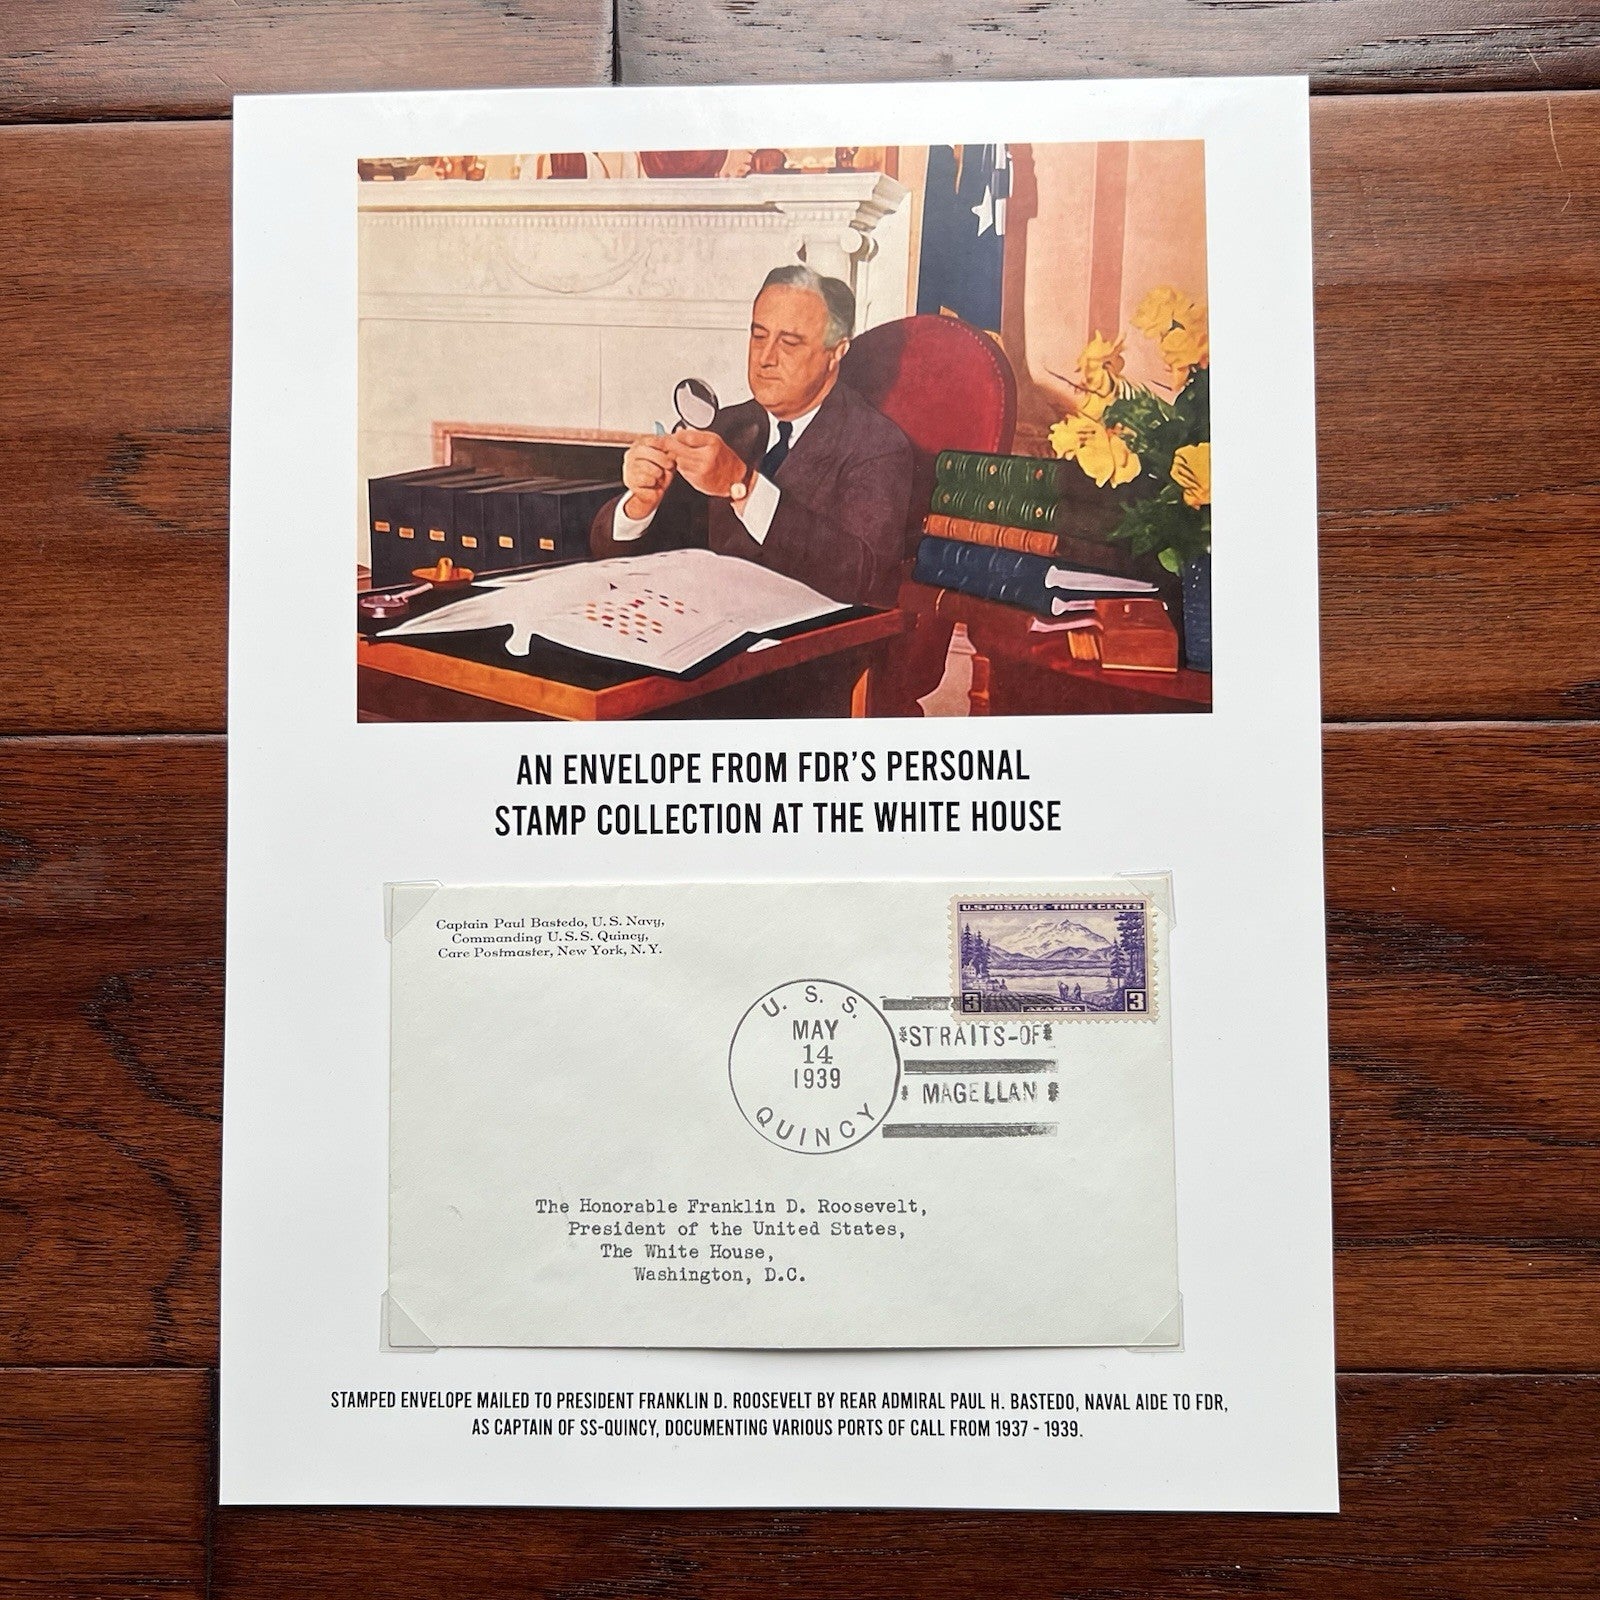 AN ENVELOPE FROM FDR'S PERSONAL
STAMP COLLECTION AT THE WHITE HOUSE
Captain Paul Bastedo, U.S. Navy,
Commanding U.S.S. Quincy,
Care Postmaster, New York, N.Y.
U.S. POSTAGE THREE CENTS
3 3
ALASKA
U. S. S.
MAY
14
1939
QUINCY
*STRAITS-OF*
* MAGELLAN *
The Honorable Franklin D. Roosevelt,
President of the United States,
The White House,
Washington, D.C.
STAMPED ENVELOPE MAILED TO PRESIDENT FRANKLIN D. ROOSEVELT BY REAR ADMIRAL PAUL H. BASTEDO, NAVAL AIDE TO FDR,
AS CAPTAIN OF SS-QUINCY, DOCUMENTING VARIOUS PORTS OF CALL FROM 1937 - 1939.